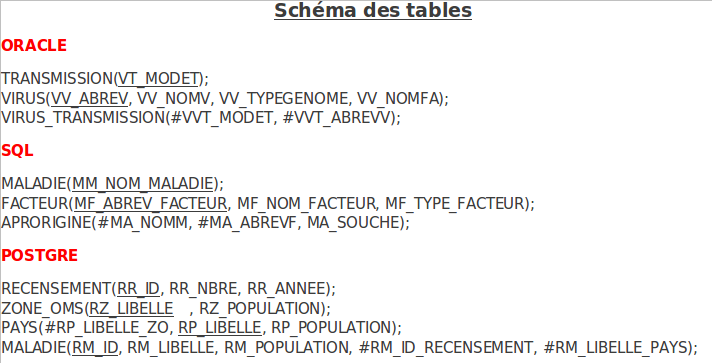 Schéma des tables
ORACLE
TRANSMISSION(VT_MODET);
VIRUS(VV_ABREV, VV_NOMV, VV_TYPEGENOME, VV_NOMFA);
VIRUS_TRANSMISSION(#VVT_MODET, #VVT_ABREVV);
SQL
MALADIE(MM_NOM_MALADIE);
FACTEUR(MF_ABREV_FACTEUR, MF_NOM_FACTEUR, MF_TYPE_FACTEUR);
APRORIGINE(#MA_NOMM, #MA_ABREVF, MA_SOUCHE);
POSTGRE
RECENSEMENT(RR_ID, RR_NBRE, RR_ANNEE);
ZONE_OMS(RZ_LIBELLE , RZ_POPULATION);
PAYS(#RP_LIBELLE_ZO, RP_LIBELLE, RP_POPULATION);
MALADIE(RM_ID, RM_LIBELLE, RM_POPULATION, #RM_ID_RECENSEMENT, #RM_LIBELLE_PAYS);